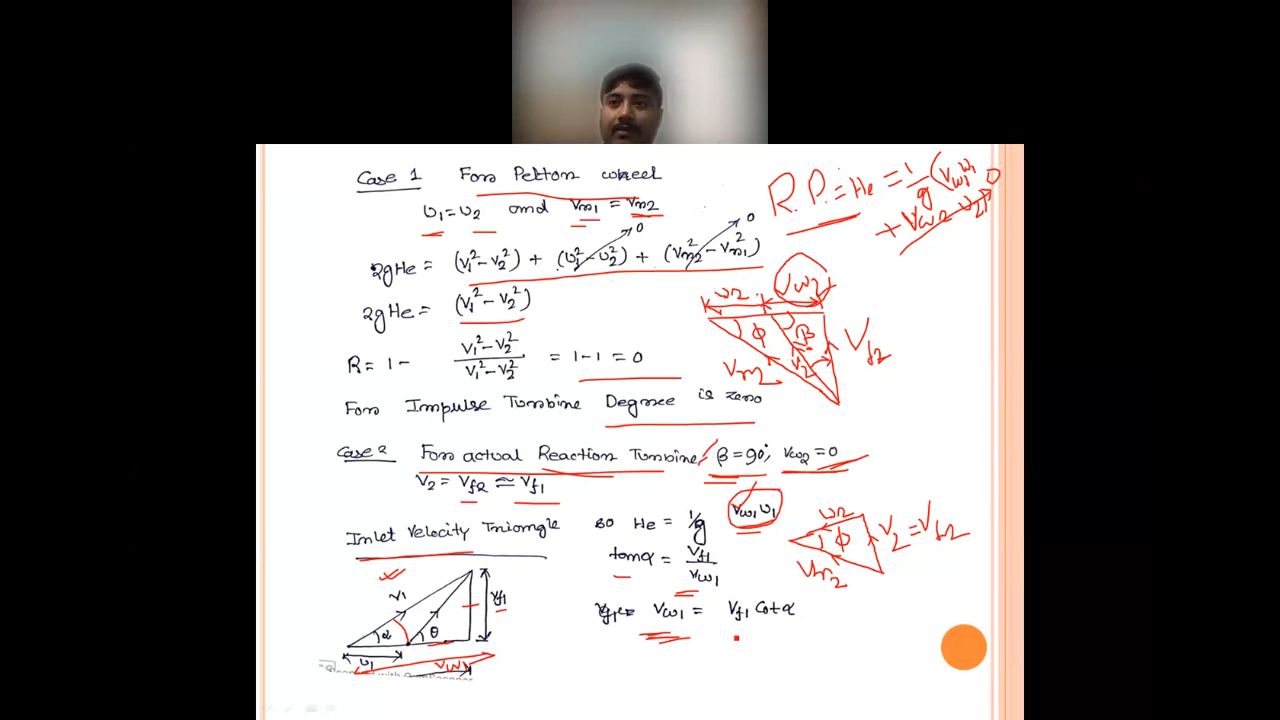 Case 1 For Pelton wheel
R.P. = He = 1/g (Vw1 u1 + Vw2 u2) 0
u1 = u2 and Vr1 = Vr2
2gHe = (V1² - V2²) + (u1² - u2²) + (Vr2² - Vr1²)
0 0
2gHe = (V1² - V2²)
u2 Vw2
φ β Vf2
Vr2 V2
R = 1 - V1² - V2² / V1² - V2² = 1 - 1 = 0
For Impulse Turbine Degree is zero
Case 2 For actual Reaction Turbine β = 90°, Vw2 = 0
V2 = Vf2 ≈ Vf1
Inlet Velocity Triangle so He = 1/g Vw1 u1
u2 φ V2 = Vf2
Vr2
tan α = Vf1 / Vw1
Vw1 = Vf1 Cot α
V1 Vf1
α θ
u1 Vw1